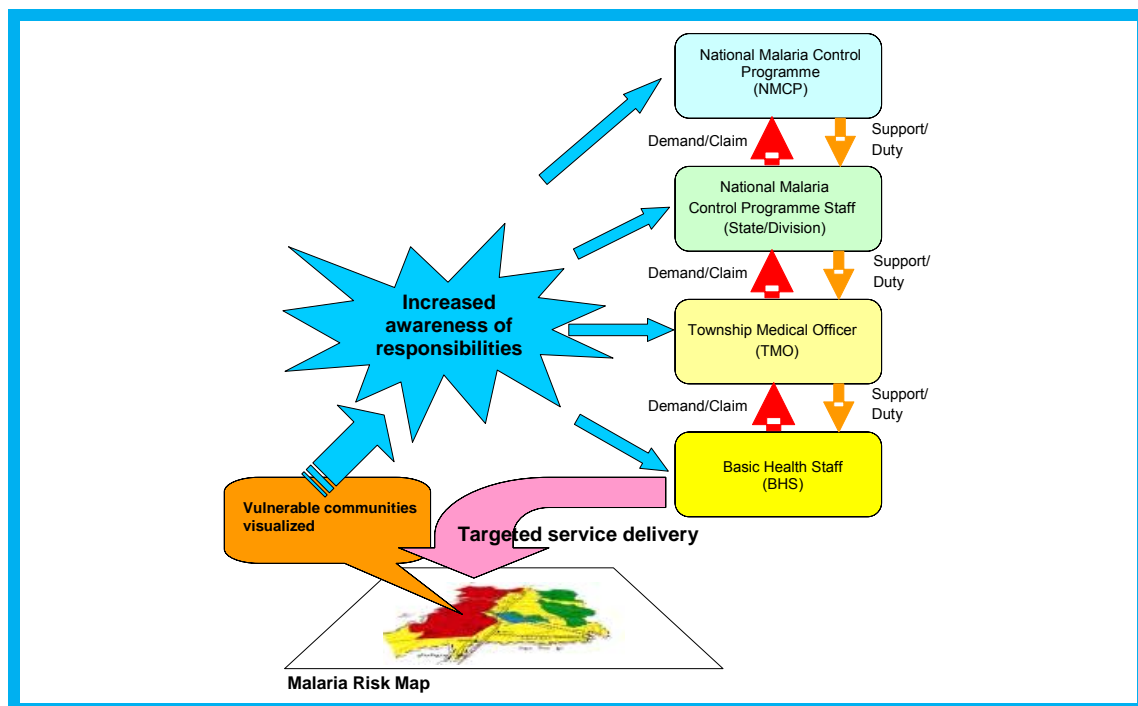 National Malaria Control
Programme
(NMCP)
Demand/Claim
Support/
Duty
National Malaria
Control Programme Staff
(State/Division)
Demand/Claim
Support/
Duty
Increased
awareness of
responsibilities
Township Medical Officer
(TMO)
Demand/Claim
Support/
Duty
Basic Health Staff
(BHS)
Vulnerable communities
visualized
Targeted service delivery
Malaria Risk Map